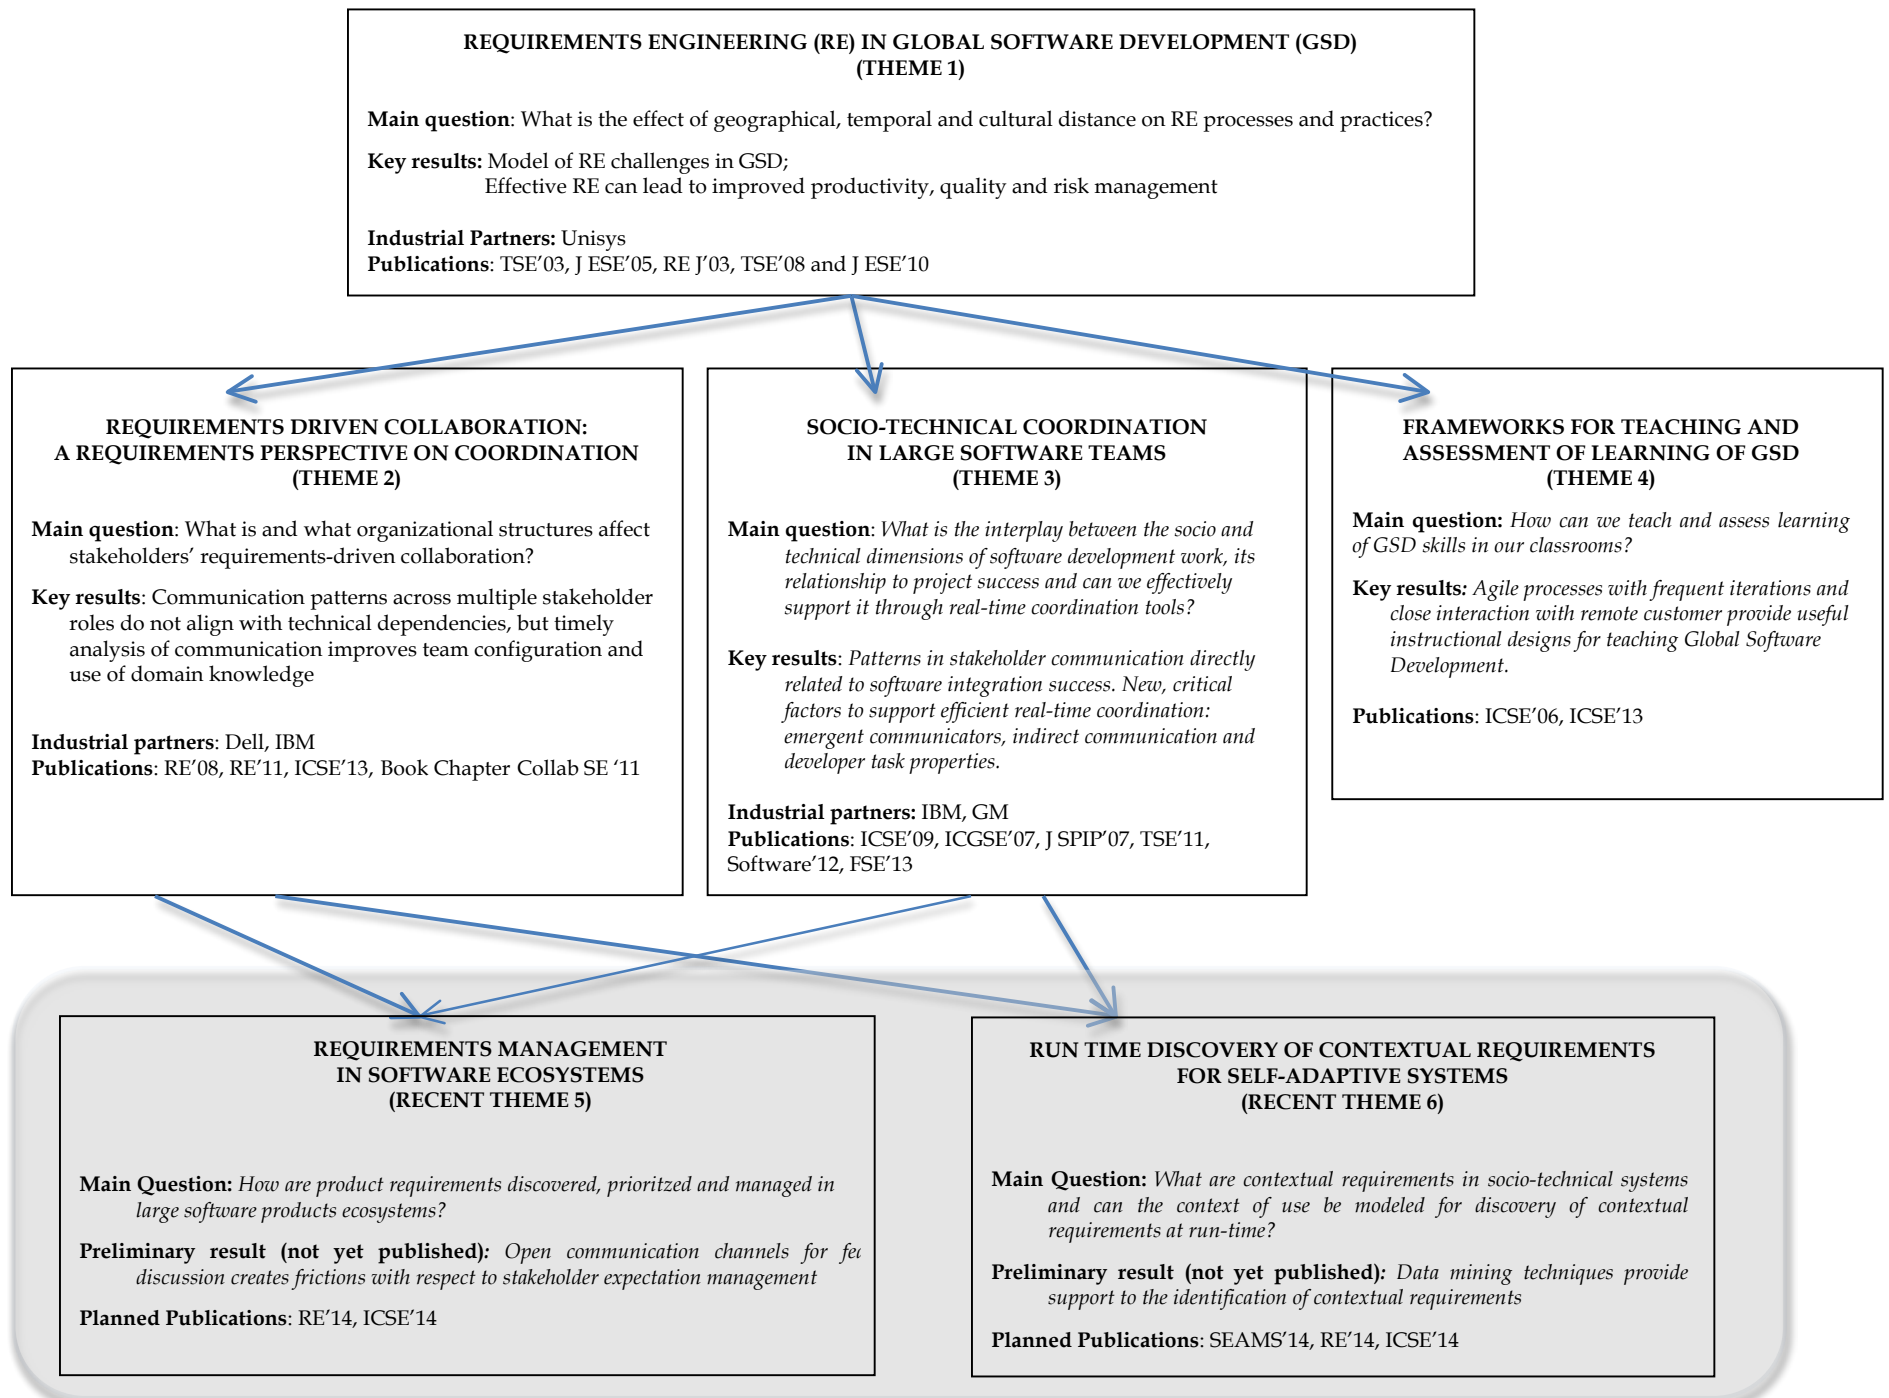 REQUIREMENTS ENGINEERING (RE) IN GLOBAL SOFTWARE DEVELOPMENT (GSD)
(THEME 1)
Main question: What is the effect of geographical, temporal and cultural distance on RE processes and practices?
Key results: Model of RE challenges in GSD;
Effective RE can lead to improved productivity, quality and risk management
Industrial Partners: Unisys
Publications: TSE’03, J ESE’05, RE J’03, TSE’08 and J ESE’10
REQUIREMENTS DRIVEN COLLABORATION:
A REQUIREMENTS PERSPECTIVE ON COORDINATION
(THEME 2)
Main question: What is and what organizational structures affect
stakeholders’ requirements-driven collaboration?
Key results: Communication patterns across multiple stakeholder
roles do not align with technical dependencies, but timely
analysis of communication improves team configuration and
use of domain knowledge
Industrial partners: Dell, IBM
Publications: RE’08, RE’11, ICSE’13, Book Chapter Collab SE ‘11
SOCIO-TECHNICAL COORDINATION
IN LARGE SOFTWARE TEAMS
(THEME 3)
Main question: What is the interplay between the socio and
technical dimensions of software development work, its
relationship to project success and can we effectively
support it through real-time coordination tools?
Key results: Patterns in stakeholder communication directly
related to software integration success. New, critical
factors to support efficient real-time coordination:
emergent communicators, indirect communication and
developer task properties.
Industrial partners: IBM, GM
Publications: ICSE’09, ICGSE’07, J SPIP’07, TSE’11,
Software’12, FSE’13
FRAMEWORKS FOR TEACHING AND
ASSESSMENT OF LEARNING OF GSD
(THEME 4)
Main question: How can we teach and assess learning
of GSD skills in our classrooms?
Key results: Agile processes with frequent iterations and
close interaction with remote customer provide useful
instructional designs for teaching Global Software
Development.
Publications: ICSE’06, ICSE’13
REQUIREMENTS MANAGEMENT
IN SOFTWARE ECOSYSTEMS
(RECENT THEME 5)
Main Question: How are product requirements discovered, prioritzed and managed in
large software products ecosystems?
Preliminary result (not yet published): Open communication channels for
discussion creates frictions with respect to stakeholder expectation management
Planned Publications: RE’14, ICSE’14
RUN TIME DISCOVERY OF CONTEXTUAL REQUIREMENTS
FOR SELF-ADAPTIVE SYSTEMS
(RECENT THEME 6)
Main Question: What are contextual requirements in socio-technical systems
and can the context of use be modeled for discovery of contextual
requirements at run-time?
Preliminary result (not yet published): Data mining techniques provide
support to the identification of contextual requirements
Planned Publications: SEAMS’14, RE’14, ICSE’14